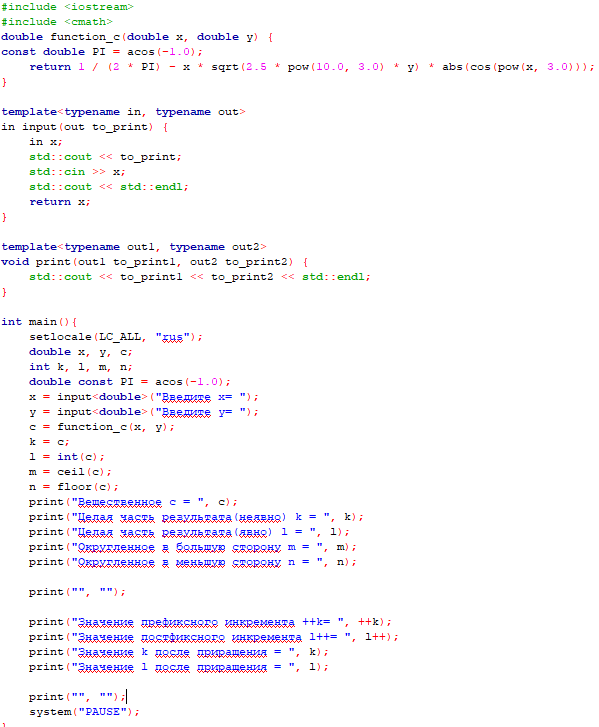 #include <iostream>
#include <cmath>
double function_c(double x, double y) {
const double PI = acos(-1.0);
    return 1 / (2 * PI) - x * sqrt(2.5 * pow(10.0, 3.0) * y) * abs(cos(pow(x, 3.0)));
}

template<typename in, typename out>
in input(out to_print) {
    in x;
    std::cout << to_print;
    std::cin >> x;
    std::cout << std::endl;
    return x;
}

template<typename out1, typename out2>
void print(out1 to_print1, out2 to_print2) {
    std::cout << to_print1 << to_print2 << std::endl;
}

int main(){
    setlocale(LC_ALL, "rus");
    double x, y, c;
    int k, l, m, n;
    double const PI = acos(-1.0);
    x = input<double>("Введите x= ");
    y = input<double>("Введите y= ");
    c = function_c(x, y);
    k = c;
    l = int(c);
    m = ceil(c);
    n = floor(c);
    print("Вещественное c = ", c);
    print("Целая часть результата(неявно) k = ", k);
    print("Целая часть результата(явно) l = ", l);
    print("Округленное в большую сторону m = ", m);
    print("Округленное в меньшую сторону n = ", n);

    print("", "");

    print("Значение префиксного инкремента ++k= ", ++k);
    print("Значение постфиксного инкремента l++= ", l++);
    print("Значение k после приращения = ", k);
    print("Значение l после приращения = ", l);

    print("", "");
    system("PAUSE");
}